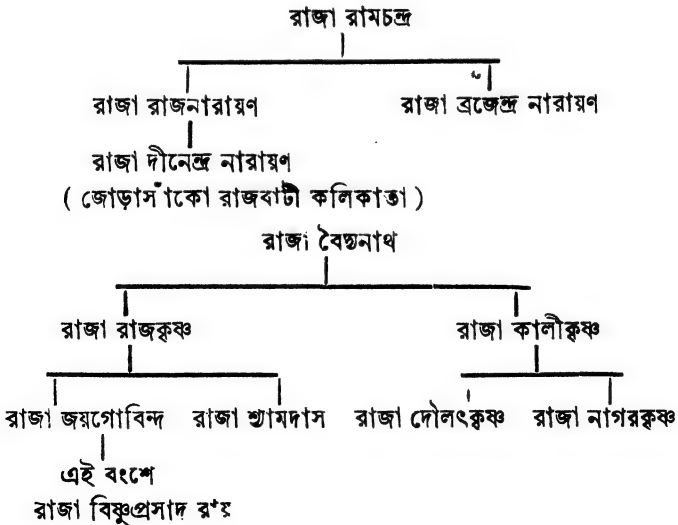 রাজা রামচন্দ্র
রাজা রাজনারায়ণ রাজা ব্রজেন্দ্র নারায়ণ
রাজা দীনেন্দ্র নারায়ণ
( জোড়াসাঁকো রাজবাটী কলিকাতা )
রাজা বৈদ্যনাথ
রাজা রাজকৃষ্ণ রাজা কালীকৃষ্ণ
রাজা জয়গোবিন্দ রাজা শ্যামদাস রাজা দৌলৎকৃষ্ণ রাজা নাগরকৃষ্ণ
এই বংশে
রাজা বিষ্ণুপ্রসাদ রায়